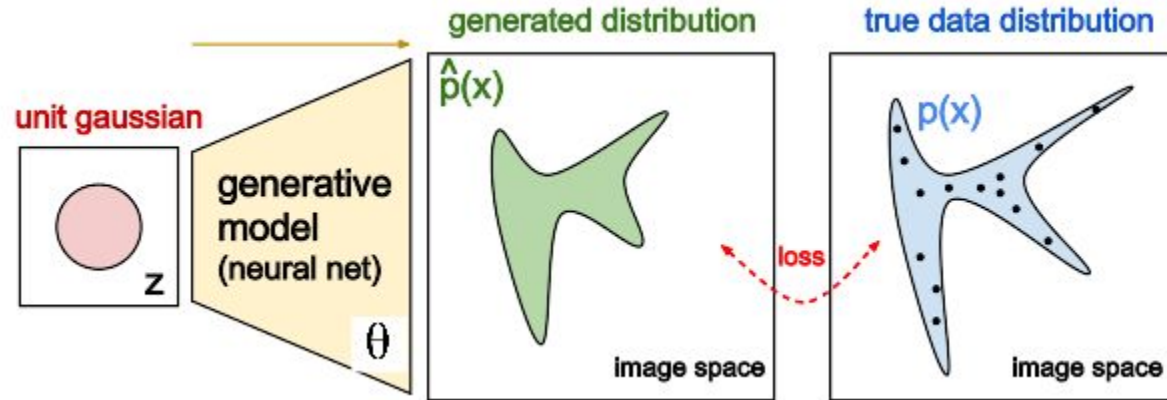 generated distribution
true data distribution
unit gaussian
z
generative
model
(neural net)
θ
p̂(x)
image space
loss
p(x)
image space